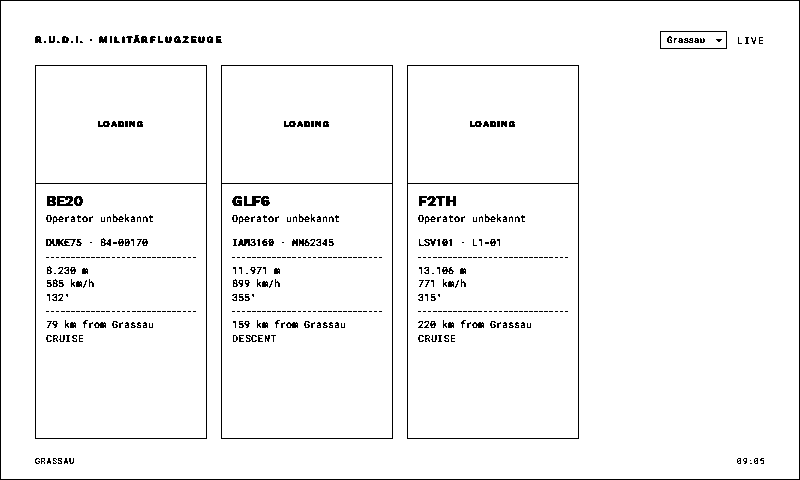 R.U.D.I. · MILITÄRFLUGZEUGE
Grassau
LIVE
LOADING
BE20
Operator unbekannt
DUKE75 · 84-00170
8.230 m
585 km/h
132°
79 km from Grassau
CRUISE
LOADING
GLF6
Operator unbekannt
IAM3160 · MM62345
11.971 m
899 km/h
355°
159 km from Grassau
DESCENT
LOADING
F2TH
Operator unbekannt
LSV101 · L1-01
13.106 m
771 km/h
315°
220 km from Grassau
CRUISE
GRASSAU
09:05